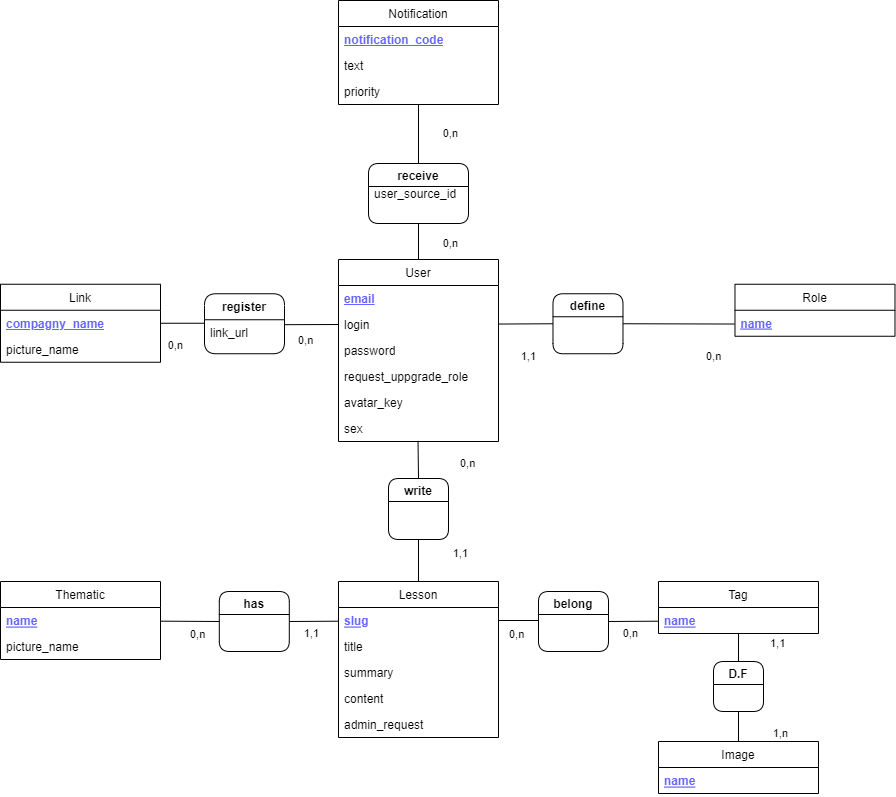 Notification
notification_code
text
priority
0,n
receive
user_source_id
0,n
User
email
login
password
request_uppgrade_role
avatar_key
sex
Link
compagny_name
picture_name
0,n
register
link_url
0,n
define
1,1
0,n
Role
name
0,n
write
1,1
Thematic
name
picture_name
0,n
has
1,1
Lesson
slug
title
summary
content
admin_request
0,n
belong
0,n
Tag
name
1,1
D.F
1,n
Image
name